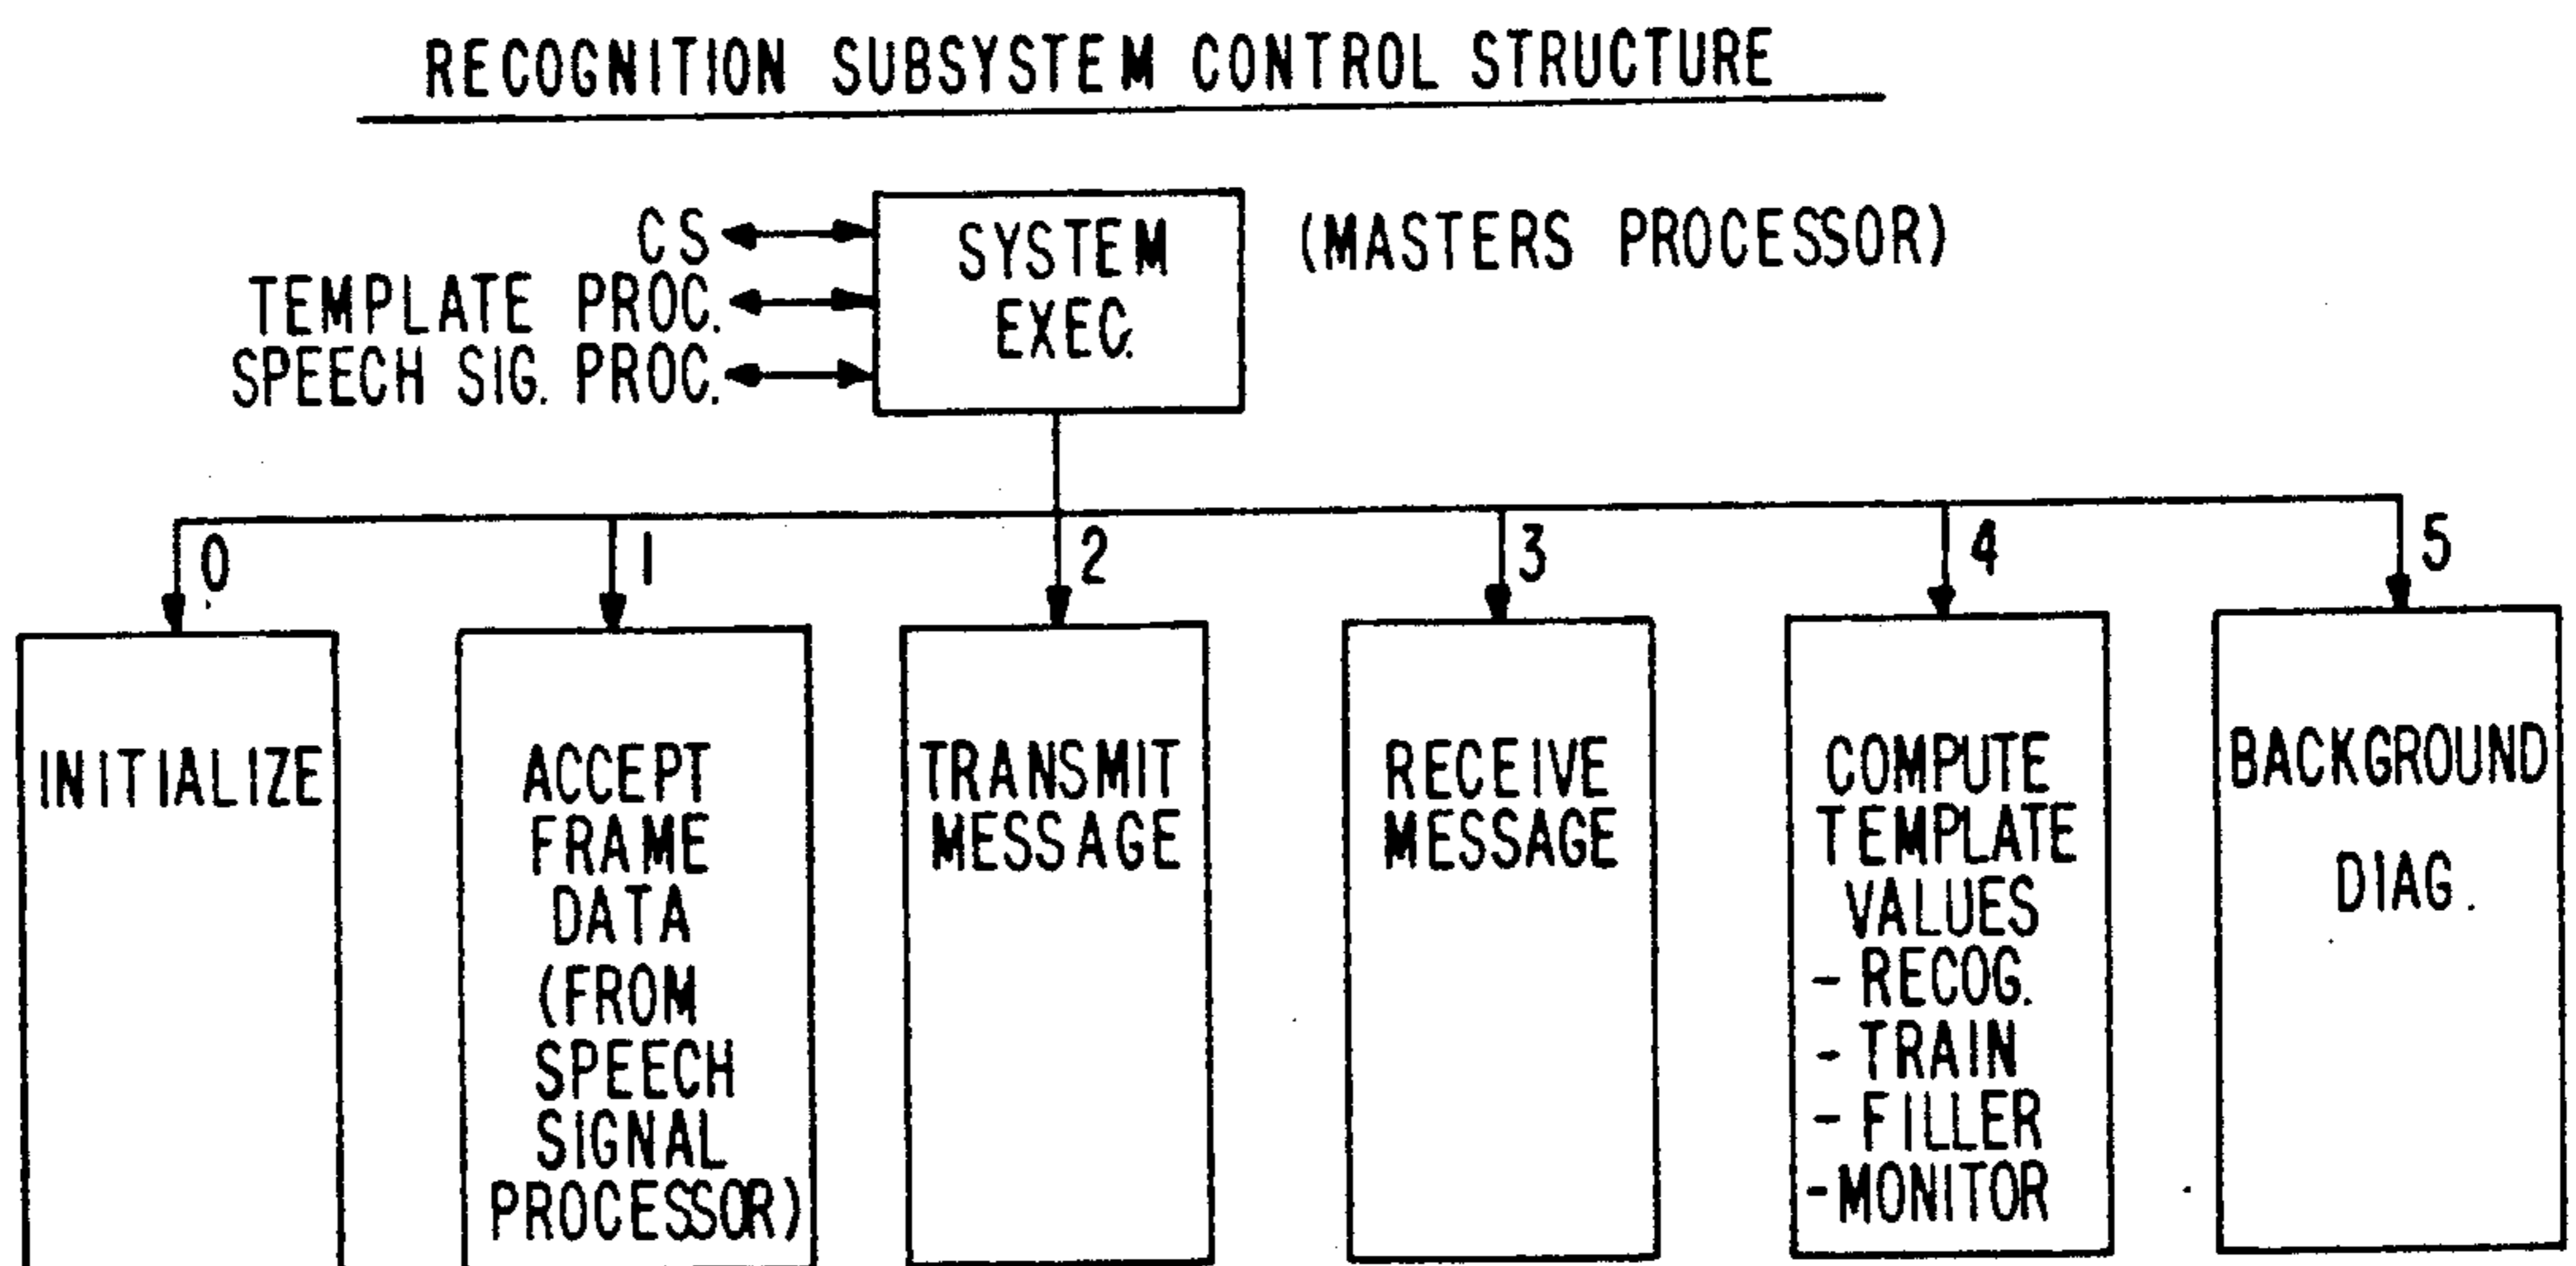 RECOGNITION SUBSYSTEM CONTROL STRUCTURE
CS
TEMPLATE PROC.
SPEECH SIG. PROC.
SYSTEM
EXEC.
(MASTERS PROCESSOR)
0
1
2
3
4
5
INITIALIZE
ACCEPT
FRAME
DATA
(FROM
SPEECH
SIGNAL
PROCESSOR)
TRANSMIT
MESSAGE
RECEIVE
MESSAGE
COMPUTE
TEMPLATE
VALUES
- RECOG.
- TRAIN
- FILLER
- MONITOR
BACKGROUND
DIAG.